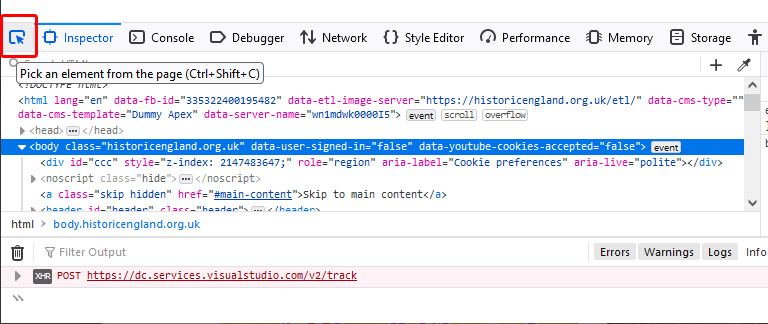 Inspector Console Debugger Network Style Editor Performance Memory Storage
Pick an element from the page (Ctrl+Shift+C)
<!DOCTYPE html>
<html lang="en" data-fb-id="335322400195482" data-etl-image-server="https://historicengland.org.uk/etl/" data-cms-type=""
data-cms-template="Dummy Apex" data-server-name="wn1mdwk0000I5"> event scroll overflow
<head> ••• </head>
<body class="historicengland.org.uk" data-user-signed-in="false" data-youtube-cookies-accepted="false"> event
<div id="ccc" style="z-index: 2147483647;" role="region" aria-label="Cookie preferences" aria-live="polite"></div>
<noscript class="hide"> ••• </noscript>
<a class="skip hidden" href="#main-content">Skip to main content</a>
<header id="header" class="header"> ••• </header>
html › body.historicengland.org.uk
Filter Output Errors Warnings Logs Info
XHR POST https://dc.services.visualstudio.com/v2/track
>>